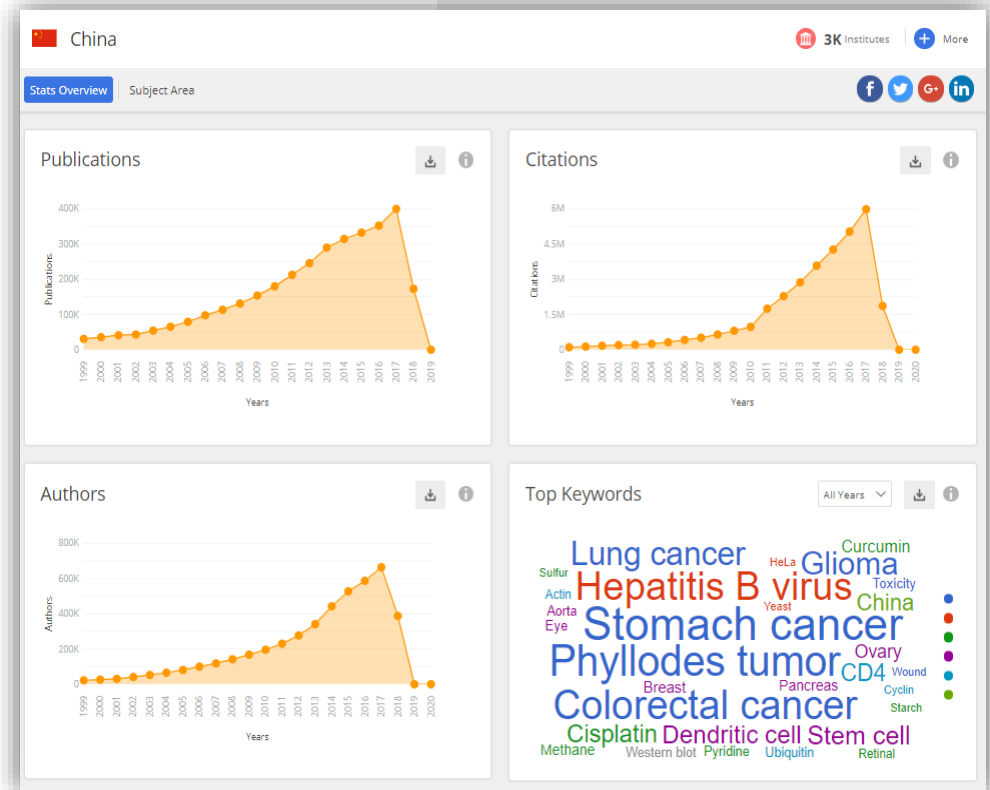 China
3K Institutes
More
Stats Overview
Subject Area
f
G+
in
Publications
400K
300K
200K
100K
0
Publications
1999 2000 2001 2002 2003 2004 2005 2006 2007 2008 2009 2010 2011 2012 2013 2014 2015 2016 2017 2018 2019
Years
Citations
6M
4.5M
3M
1.5M
0
Citations
1999 2000 2001 2002 2003 2004 2005 2006 2007 2008 2009 2010 2011 2012 2013 2014 2015 2016 2017 2018 2019 2020
Years
Authors
800K
600K
400K
200K
0
Authors
1999 2000 2001 2002 2003 2004 2005 2006 2007 2008 2009 2010 2011 2012 2013 2014 2015 2016 2017 2018 2019 2020
Years
Top Keywords
All Years
Curcumin
Lung cancer
HeLa
Glioma
Sulfur
Hepatitis B virus
Toxicity
Actin
Yeast
China
Aorta
Stomach cancer
Eye
Phyllodes tumor
Ovary
CD4
Wound
Breast
Pancreas
Cyclin
Colorectal cancer
Starch
Cisplatin
Dendritic cell
Stem cell
Methane
Western blot
Pyridine
Ubiquitin
Retinal